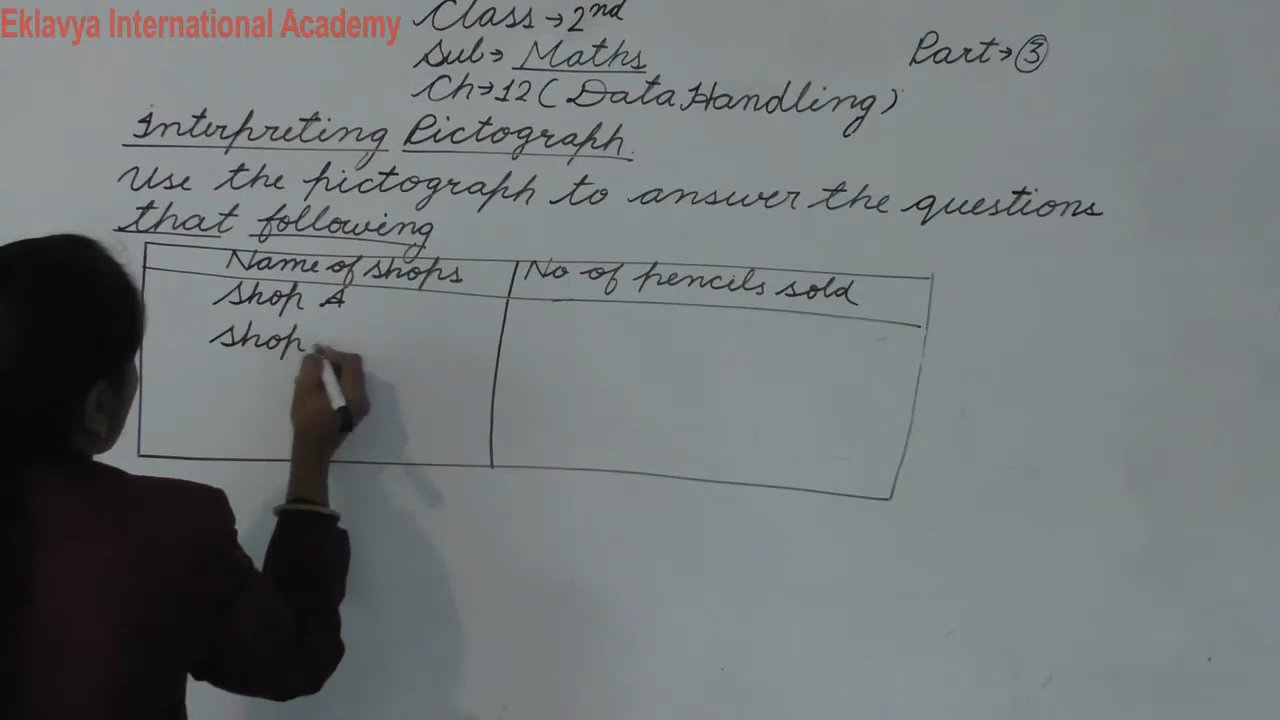 Eklavya International Academy
Class → 2nd
Sub → Maths
Part → 3
Ch → 12 ( Data Handling )
Interpreting Pictograph.
Use the pictograph to answer the questions
that following
Name of shops No of pencils sold
Shop A
Shop